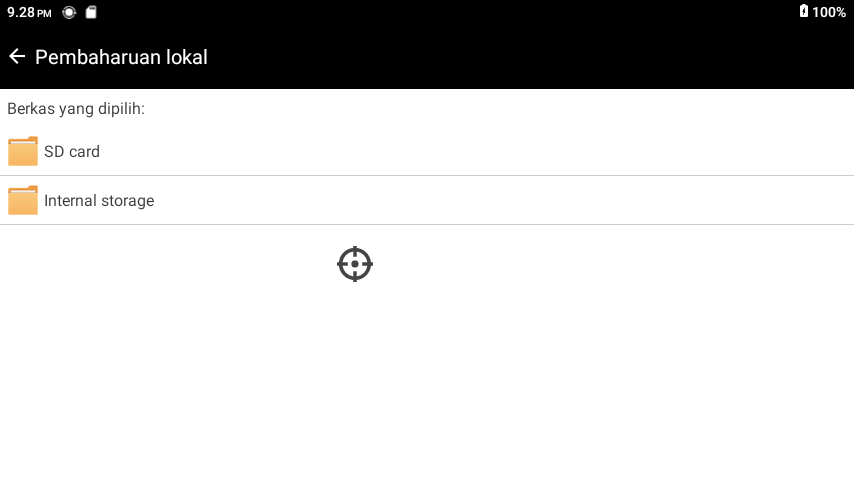 9.28 PM
100%
Pembaharuan lokal
Berkas yang dipilih:
SD card
Internal storage